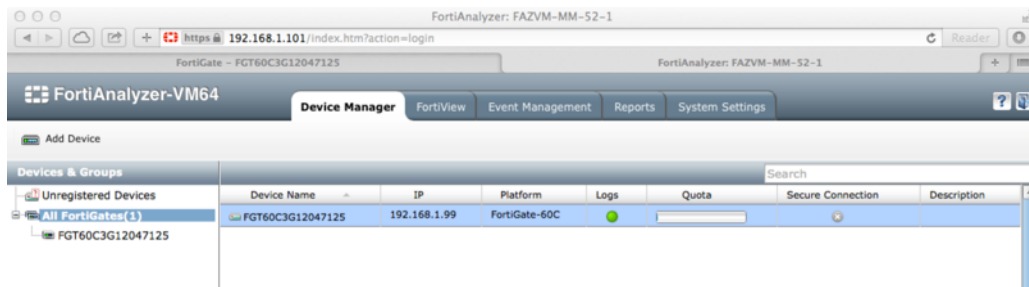 FortiAnalyzer: FAZVM-MM-52-1
https 192.168.1.101/index.htm?action=login
Reader
FortiGate - FGT60C3G12047125
FortiAnalyzer: FAZVM-MM-52-1
FortiAnalyzer-VM64
Device Manager
FortiView
Event Management
Reports
System Settings
Add Device
Devices & Groups
Search
Unregistered Devices
All FortiGates(1)
FGT60C3G12047125
Device Name IP Platform Logs Quota Secure Connection Description
FGT60C3G12047125 192.168.1.99 FortiGate-60C